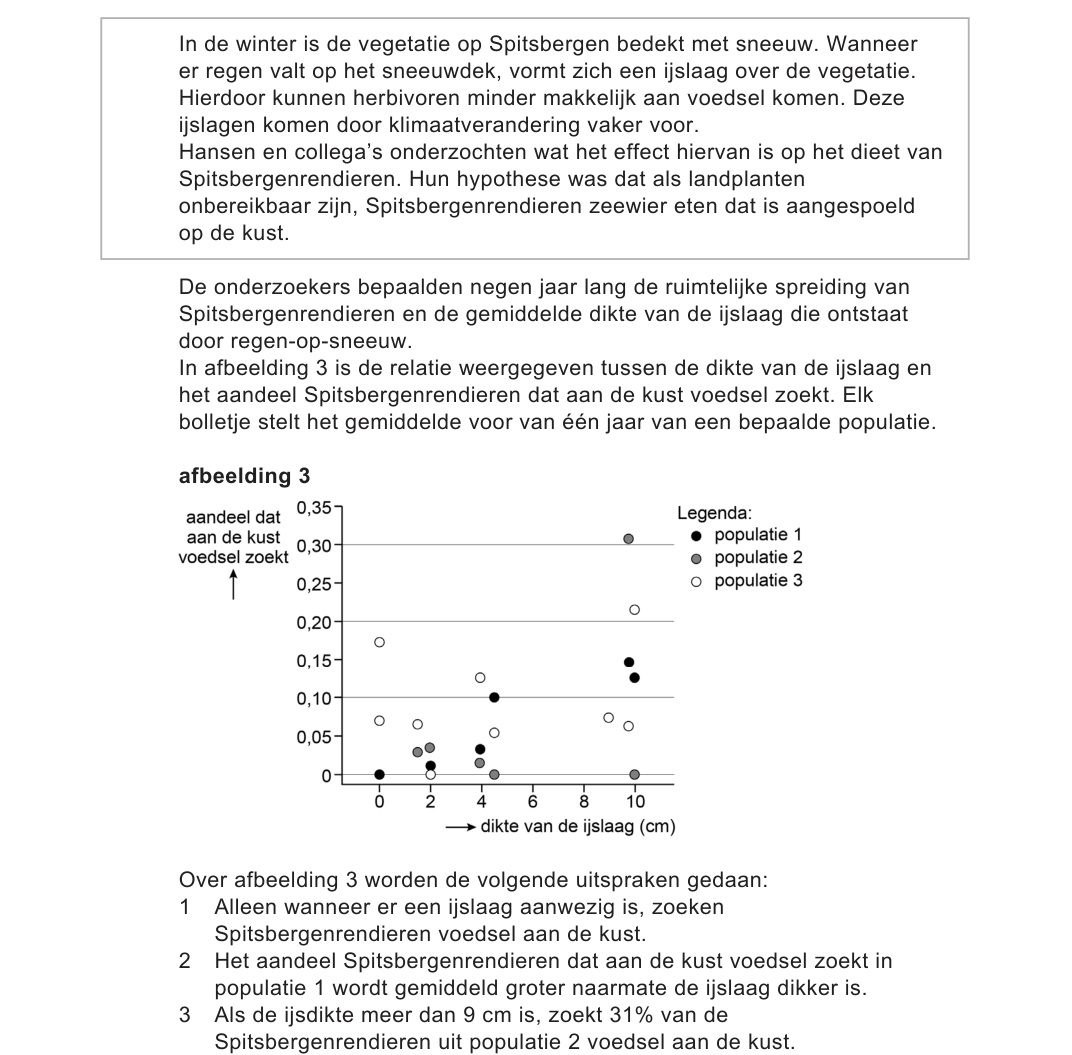 In de winter is de vegetatie op Spitsbergen bedekt met sneeuw. Wanneer
er regen valt op het sneeuwdek, vormt zich een ijslaag over de vegetatie.
Hierdoor kunnen herbivoren minder makkelijk aan voedsel komen. Deze
ijslagen komen door klimaatverandering vaker voor.
Hansen en collega's onderzochten wat het effect hiervan is op het dieet van
Spitsbergenrendieren. Hun hypothese was dat als landplanten
onbereikbaar zijn, Spitsbergenrendieren zeewier eten dat is aangespoeld
op de kust.
De onderzoekers bepaalden negen jaar lang de ruimtelijke spreiding van
Spitsbergenrendieren en de gemiddelde dikte van de ijslaag die ontstaat
door regen-op-sneeuw.
In afbeelding 3 is de relatie weergegeven tussen de dikte van de ijslaag en
het aandeel Spitsbergenrendieren dat aan de kust voedsel zoekt. Elk
bolletje stelt het gemiddelde voor van één jaar van een bepaalde populatie.
afbeelding 3
aandeel dat
aan de kust
voedsel zoekt
0,35
0,30
0,25
0,20
0,15
0,10
0,05
0
0 2 4 6 8 10
dikte van de ijslaag (cm)
Legenda:
populatie 1
populatie 2
populatie 3
Over afbeelding 3 worden de volgende uitspraken gedaan:
1 Alleen wanneer er een ijslaag aanwezig is, zoeken
Spitsbergenrendieren voedsel aan de kust.
2 Het aandeel Spitsbergenrendieren dat aan de kust voedsel zoekt in
populatie 1 wordt gemiddeld groter naarmate de ijslaag dikker is.
3 Als de ijsdikte meer dan 9 cm is, zoekt 31% van de
Spitsbergenrendieren uit populatie 2 voedsel aan de kust.